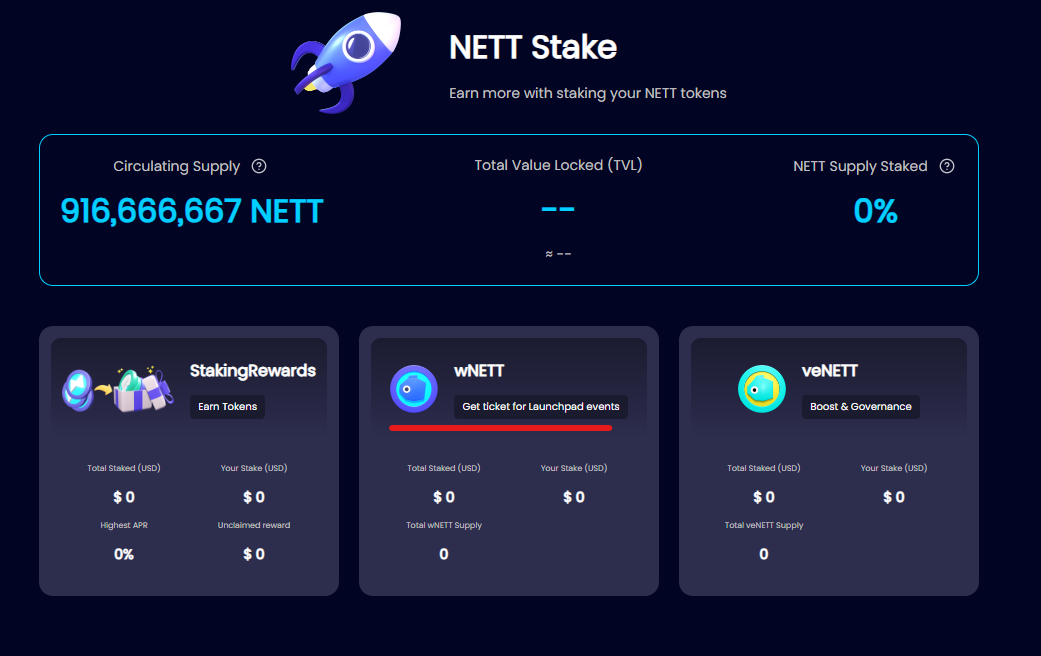 NETT Stake
Earn more with staking your NETT tokens
Circulating Supply ?
Total Value Locked (TVL)
NETT Supply Staked ?
916,666,667 NETT
--
0%
≈ --
StakingRewards
Earn Tokens
wNETT
Get ticket for Launchpad events
veNETT
Boost & Governance
Total Staked (USD)
Your Stake (USD)
$ 0
$ 0
Highest APR
Unclaimed reward
0%
$ 0
Total Staked (USD)
Your Stake (USD)
$ 0
$ 0
Total wNETT Supply
0
Total Staked (USD)
Your Stake (USD)
$ 0
$ 0
Total veNETT Supply
0